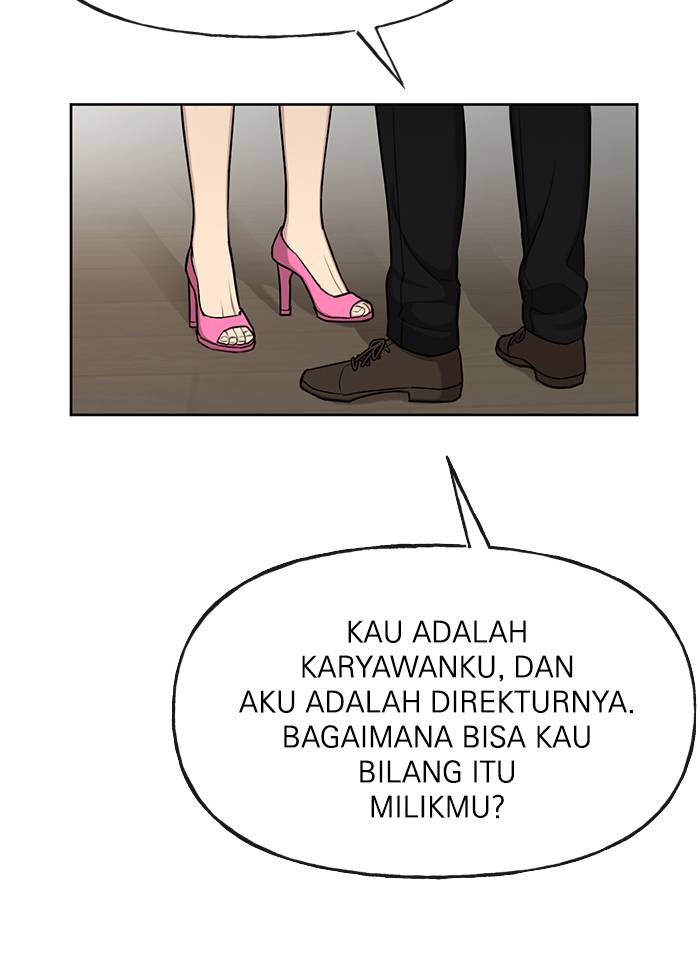 KAU ADALAH
KARYAWANKU, DAN
AKU ADALAH DIREKTURNYA.
BAGAIMANA BISA KAU
BILANG ITU
MILIKMU?